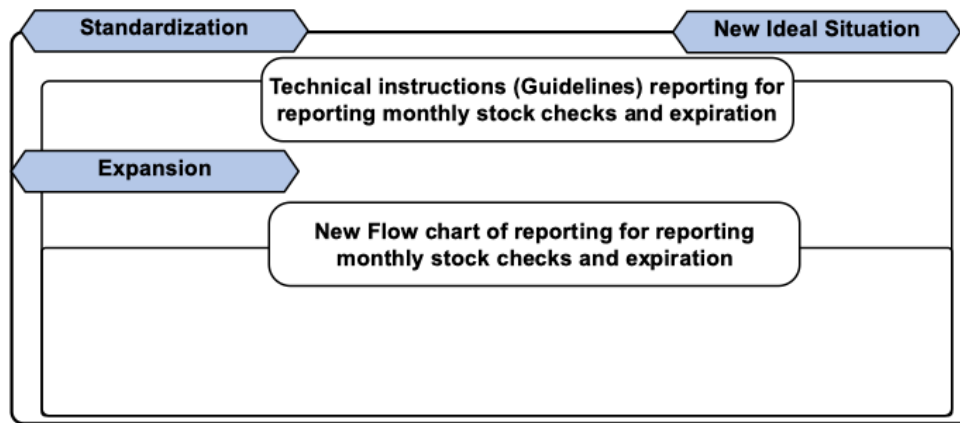 Standardization
New Ideal Situation
Technical instructions (Guidelines) reporting for
reporting monthly stock checks and expiration
Expansion
New Flow chart of reporting for reporting
monthly stock checks and expiration